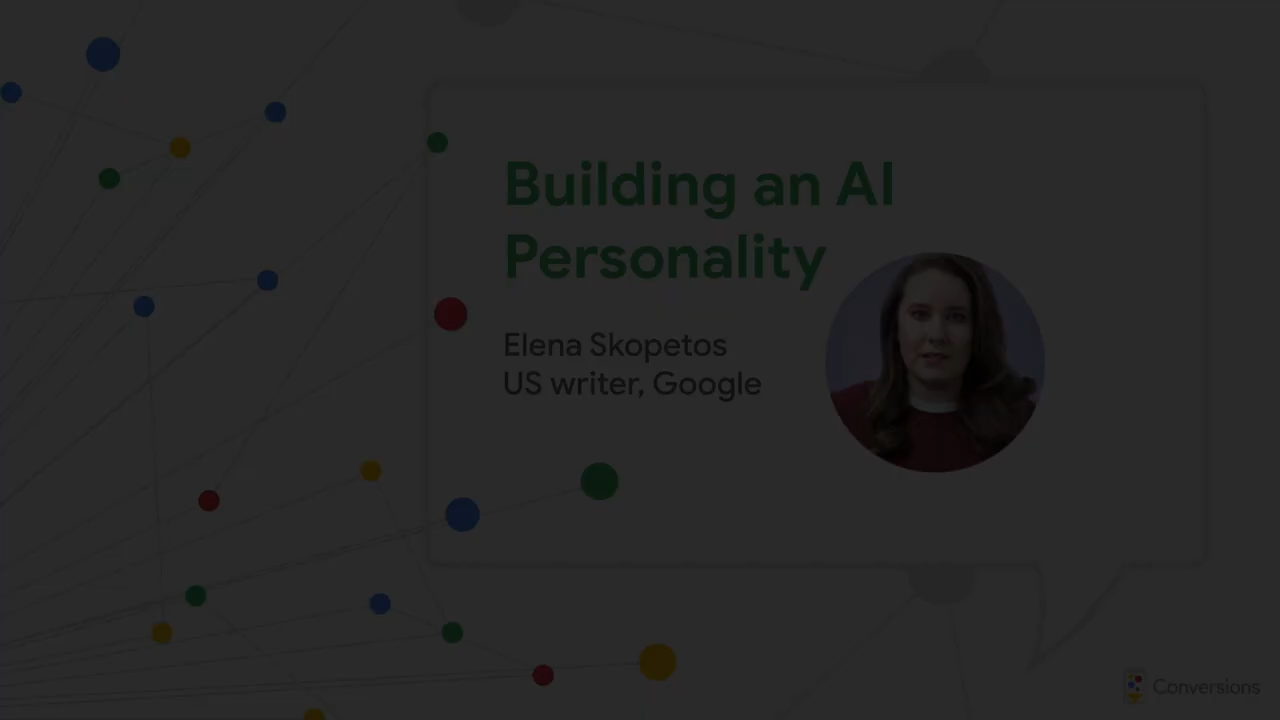 Building an AI
Personality
Elena Skopetos
US writer, Google
Conversions